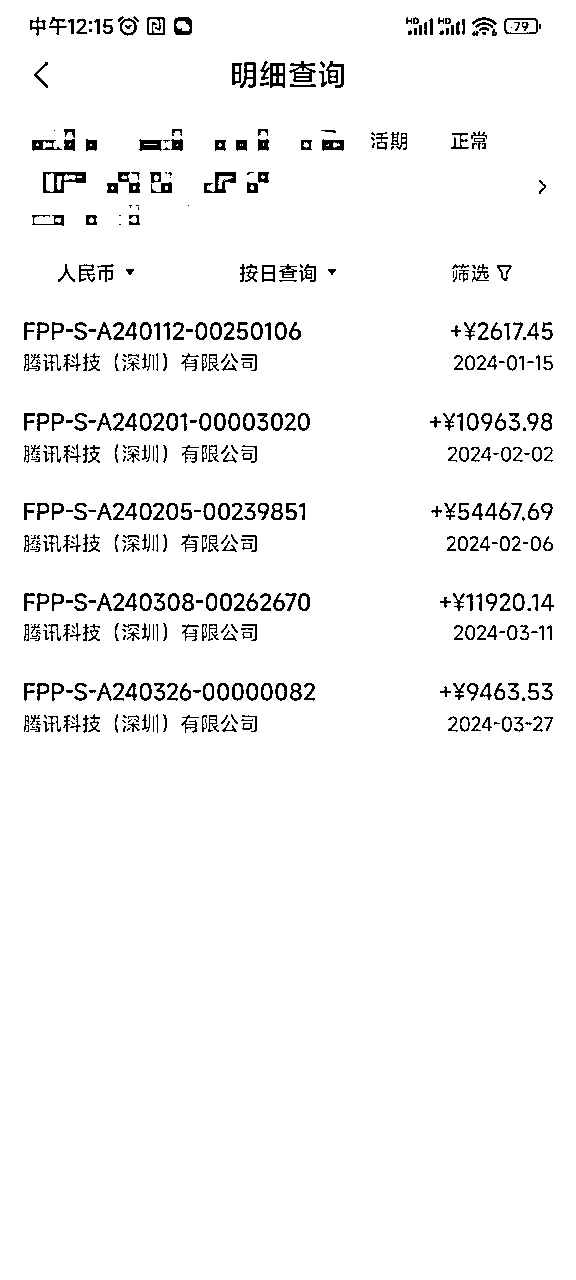 中午12:15
HD HD 79
明细查询
活期 正常
人民币 按日查询 筛选
FPP-S-A240112-00250106 +¥2617.45
腾讯科技（深圳）有限公司 2024-01-15
FPP-S-A240201-00003020 +¥10963.98
腾讯科技（深圳）有限公司 2024-02-02
FPP-S-A240205-00239851 +¥54467.69
腾讯科技（深圳）有限公司 2024-02-06
FPP-S-A240308-00262670 +¥11920.14
腾讯科技（深圳）有限公司 2024-03-11
FPP-S-A240326-00000082 +¥9463.53
腾讯科技（深圳）有限公司 2024-03-27